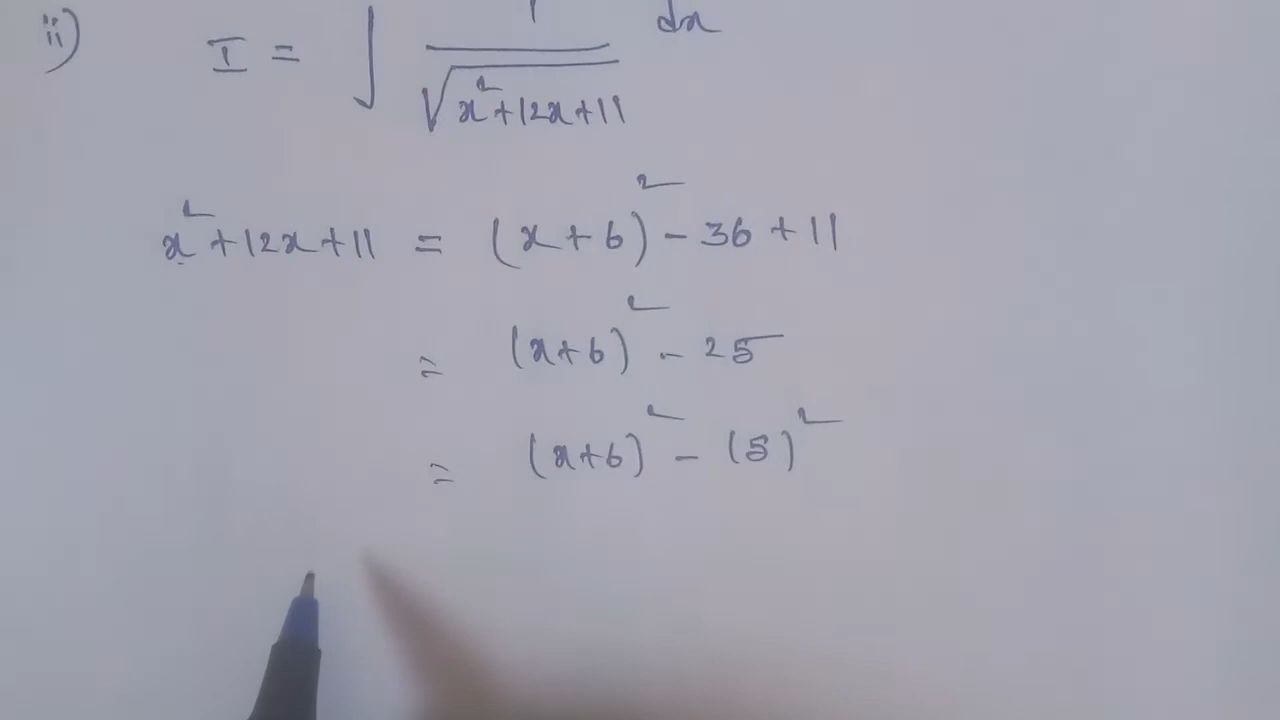 ii) I = ∫ 1/√(x²+12x+11) dx
x²+12x+11 = (x+6)² - 36 + 11
= (x+6)² - 25
= (x+6)² - (5)²